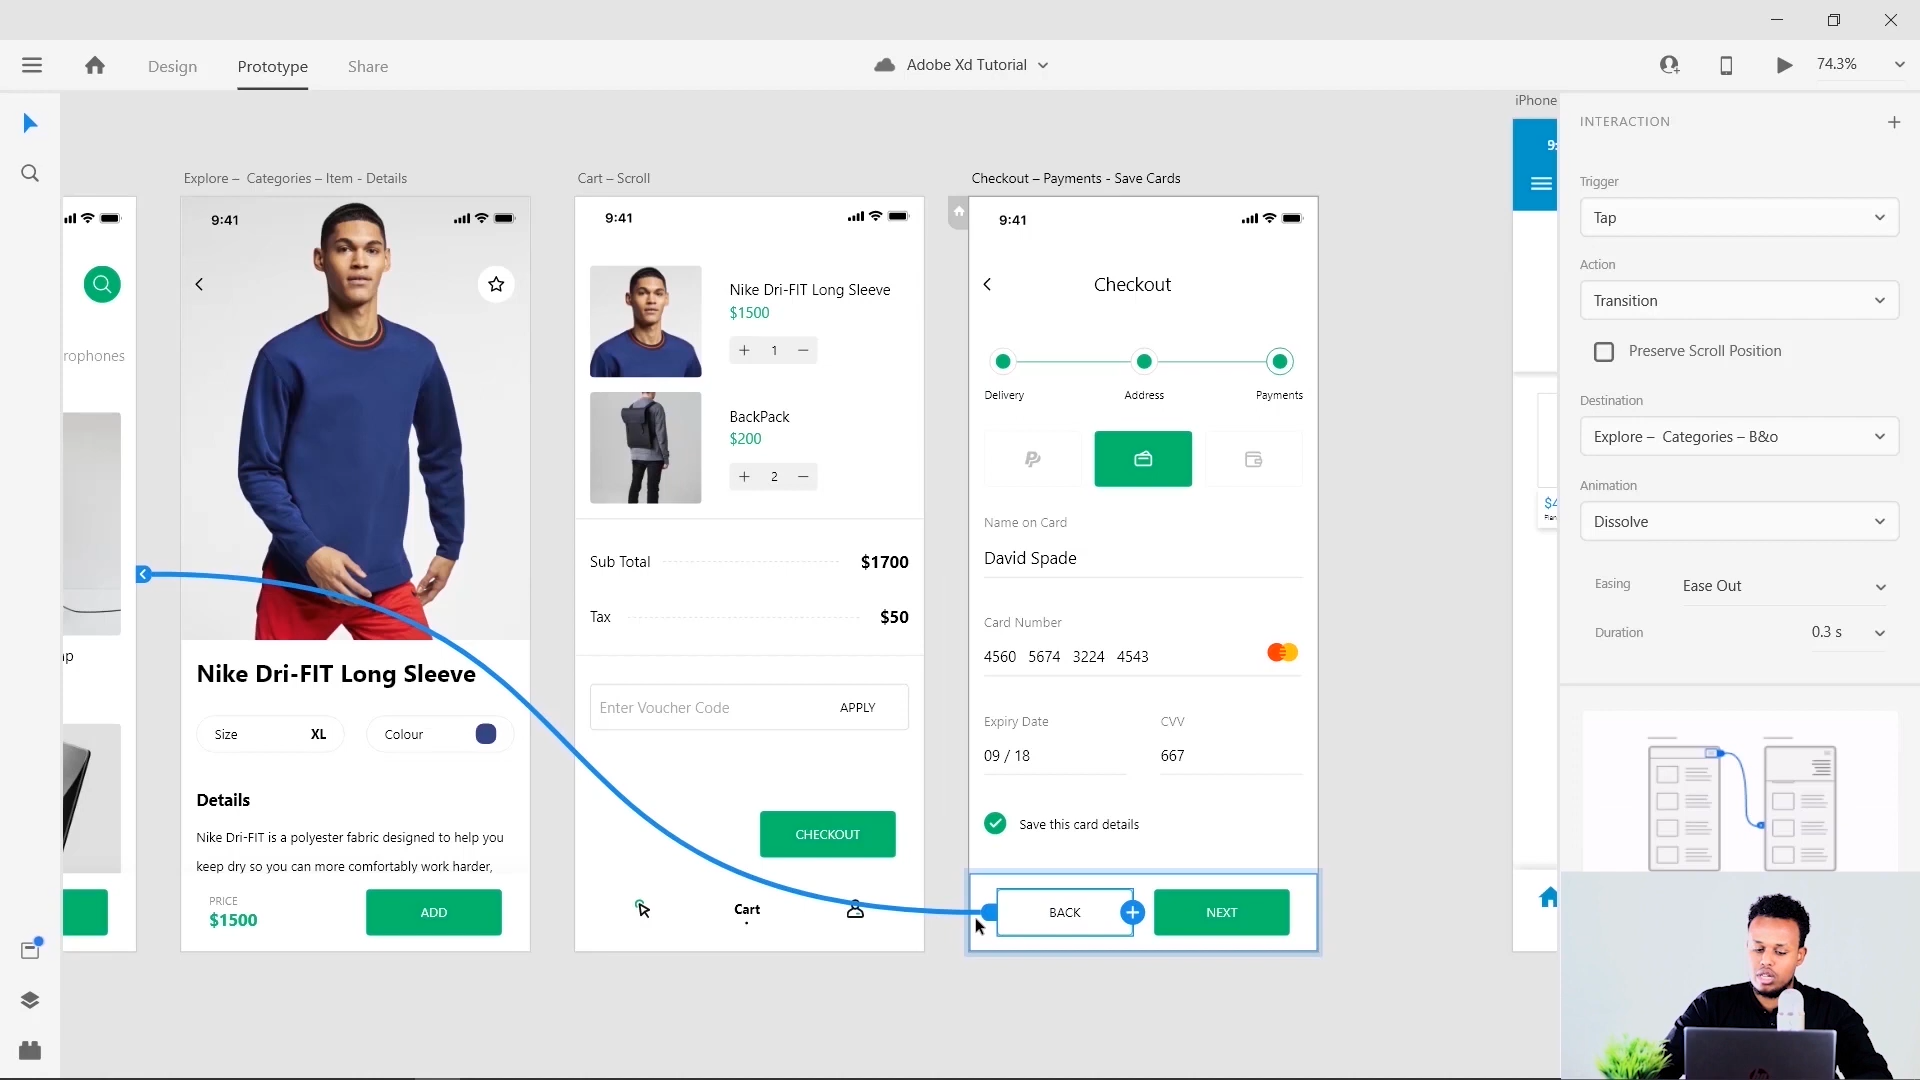 Design
Prototype
Share
Adobe Xd Tutorial
74.3%
Explore – Categories – Item - Details
Cart – Scroll
Checkout – Payments - Save Cards
iPhone
INTERACTION
Trigger
Tap
Action
Transition
Preserve Scroll Position
Destination
Explore – Categories – B&o
Animation
Dissolve
Easing
Ease Out
Duration
0.3 s
rophones
9:41
Nike Dri-FIT Long Sleeve
Size
XL
Colour
Details
Nike Dri-FIT is a polyester fabric designed to help you
keep dry so you can more comfortably work harder,
PRICE
$1500
ADD
9:41
Nike Dri-FIT Long Sleeve
$1500
+ 1 −
BackPack
$200
+ 2 −
Sub Total
$1700
Tax
$50
Enter Voucher Code
APPLY
CHECKOUT
Cart
9:41
Checkout
Delivery
Address
Payments
Name on Card
David Spade
Card Number
4560 5674 3224 4543
Expiry Date
CVV
09 / 18
667
Save this card details
BACK
NEXT